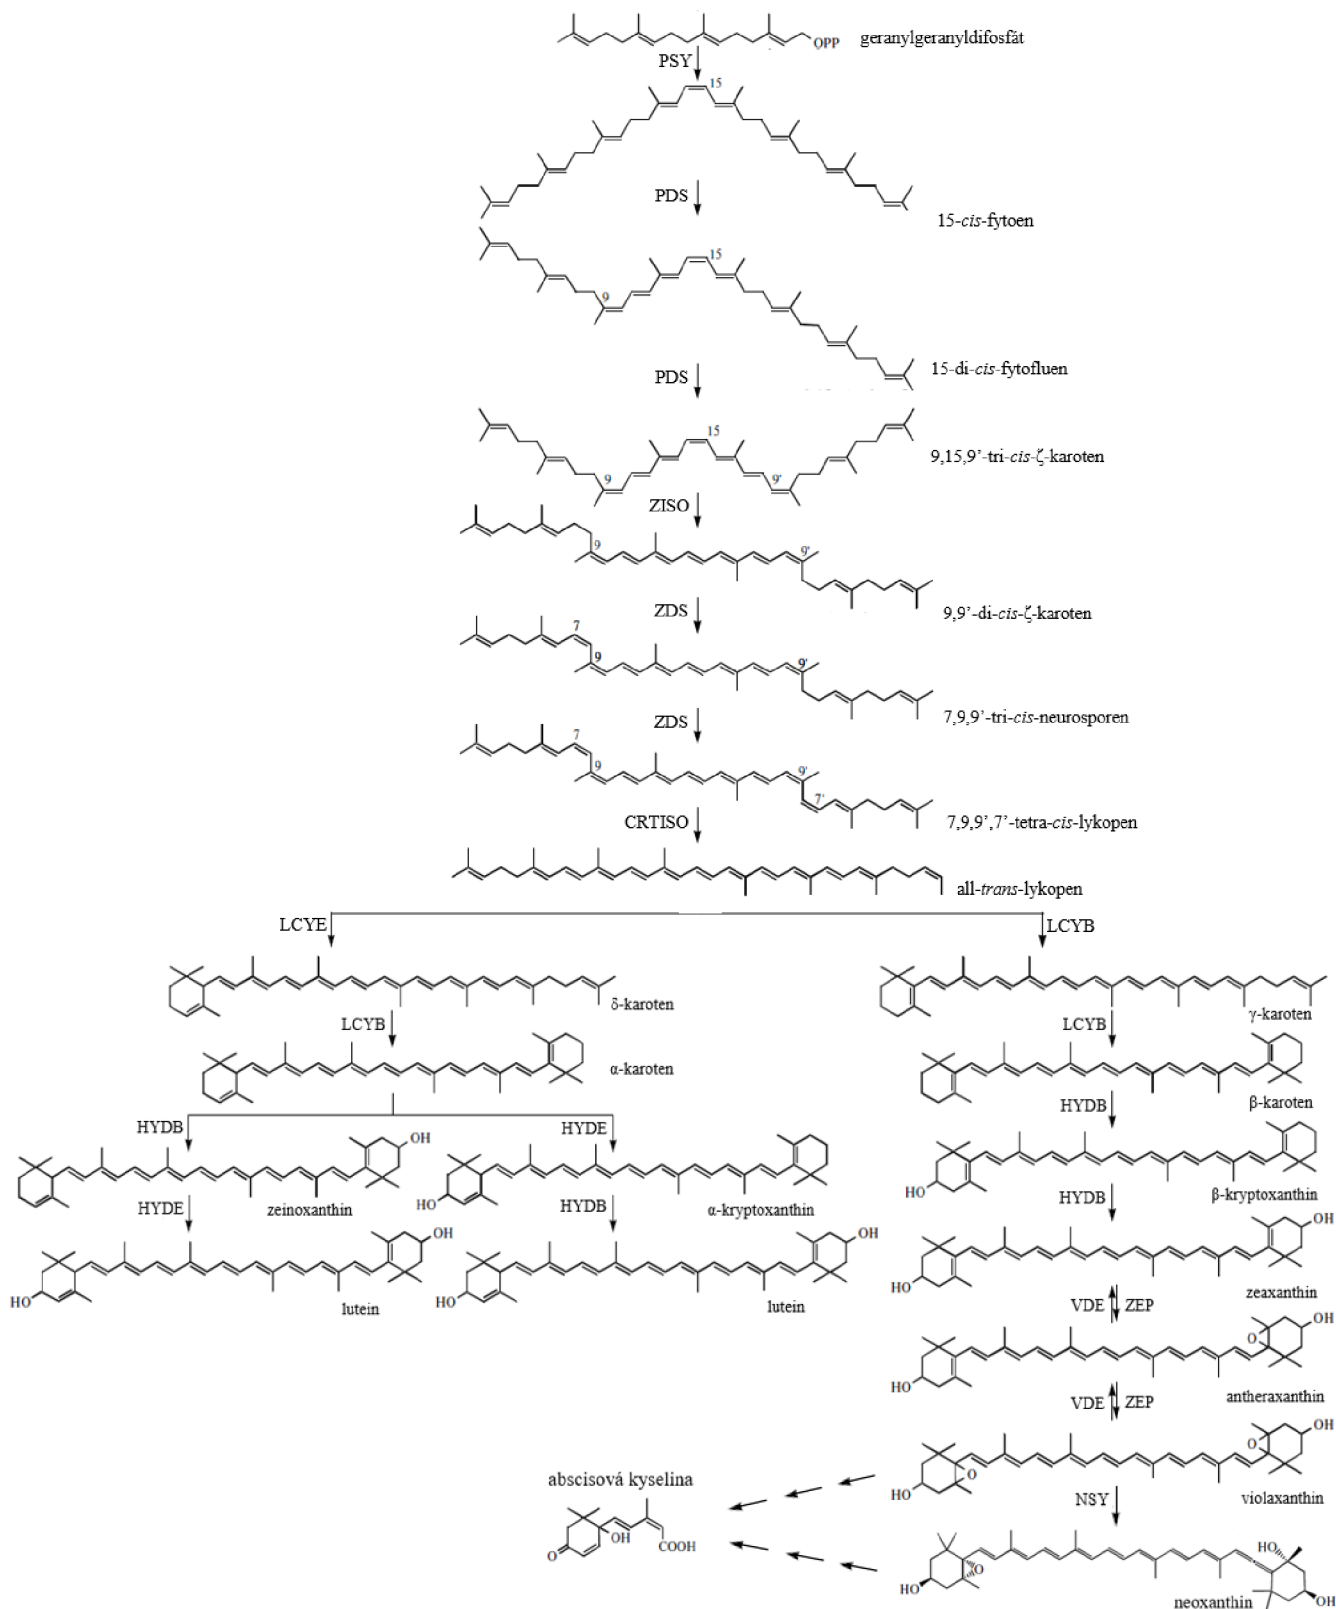 OPP
geranylgeranyldifosfát
PSY
15
PDS
15-cis-fytoen
15
9
15-di-cis-fytofluen
PDS
15
9,15,9’-tri-cis-ζ-karoten
9
9'
ZISO
9
9'
ZDS
9,9’-di-cis-ζ-karoten
7
9
9'
ZDS
7,9,9’-tri-cis-neurosporen
7
9
9'
7'
CRTISO
7,9,9’,7’-tetra-cis-lykopen
all-trans-lykopen
LCYE
LCYB
δ-karoten
γ-karoten
LCYB
LCYB
α-karoten
β-karoten
HYDB
HYDE
HYDB
OH
HO
HO
zeinoxanthin
α-kryptoxanthin
β-kryptoxanthin
HYDE
HYDB
HYDB
OH
OH
OH
HO
HO
HO
lutein
lutein
zeaxanthin
VDE
ZEP
OH
O
HO
antheraxanthin
VDE
ZEP
OH
O
O
HO
violaxanthin
abscisová kyselina
NSY
OH
O
COOH
HO
O
HO
OH
neoxanthin